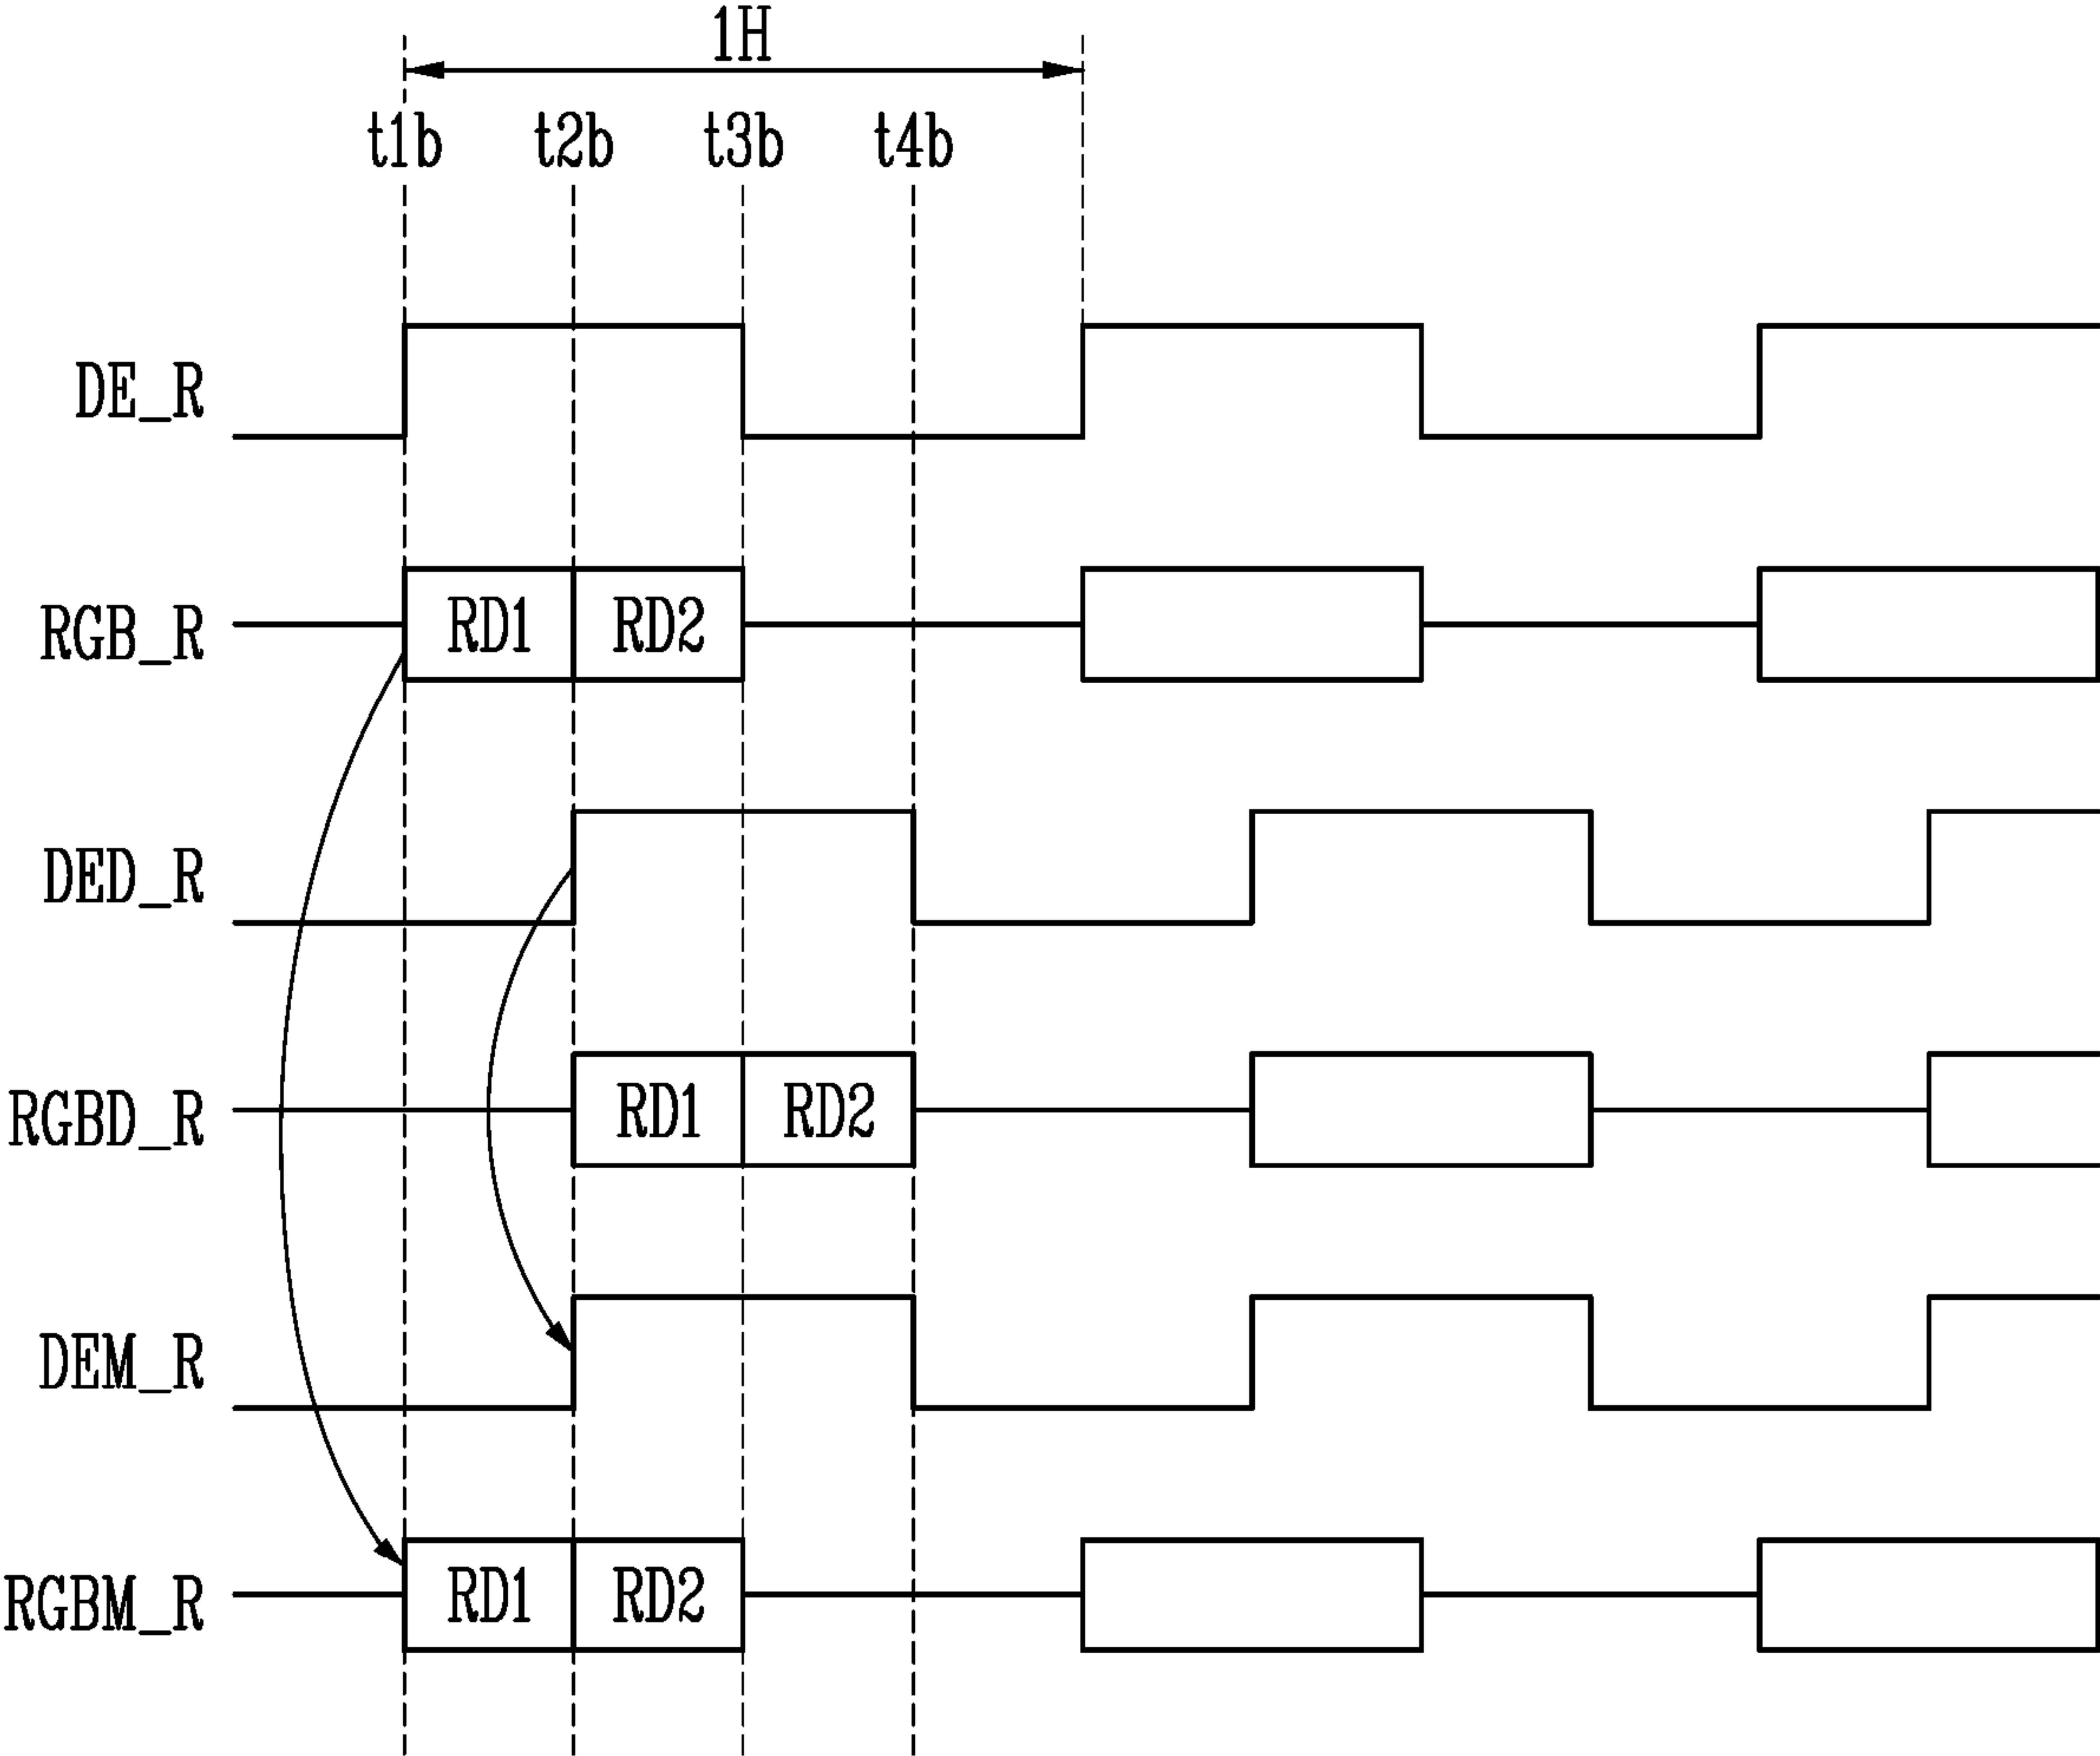 1H
t1b t2b t3b t4b
DE_R
RGB_R RD1 RD2
DED_R
RGBD_R RD1 RD2
DEM_R
RGBM_R RD1 RD2